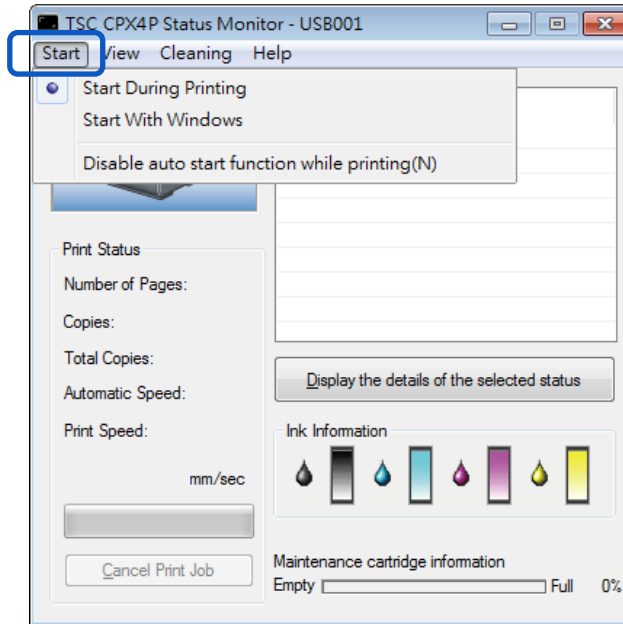 TSC CPX4P Status Monitor - USB001
Start View Cleaning Help
Start During Printing
Start With Windows
Disable auto start function while printing(N)
Print Status
Number of Pages:
Copies:
Total Copies:
Automatic Speed:
Print Speed:
mm/sec
Cancel Print Job
Display the details of the selected status
Ink Information
Maintenance cartridge information
Empty Full 0%